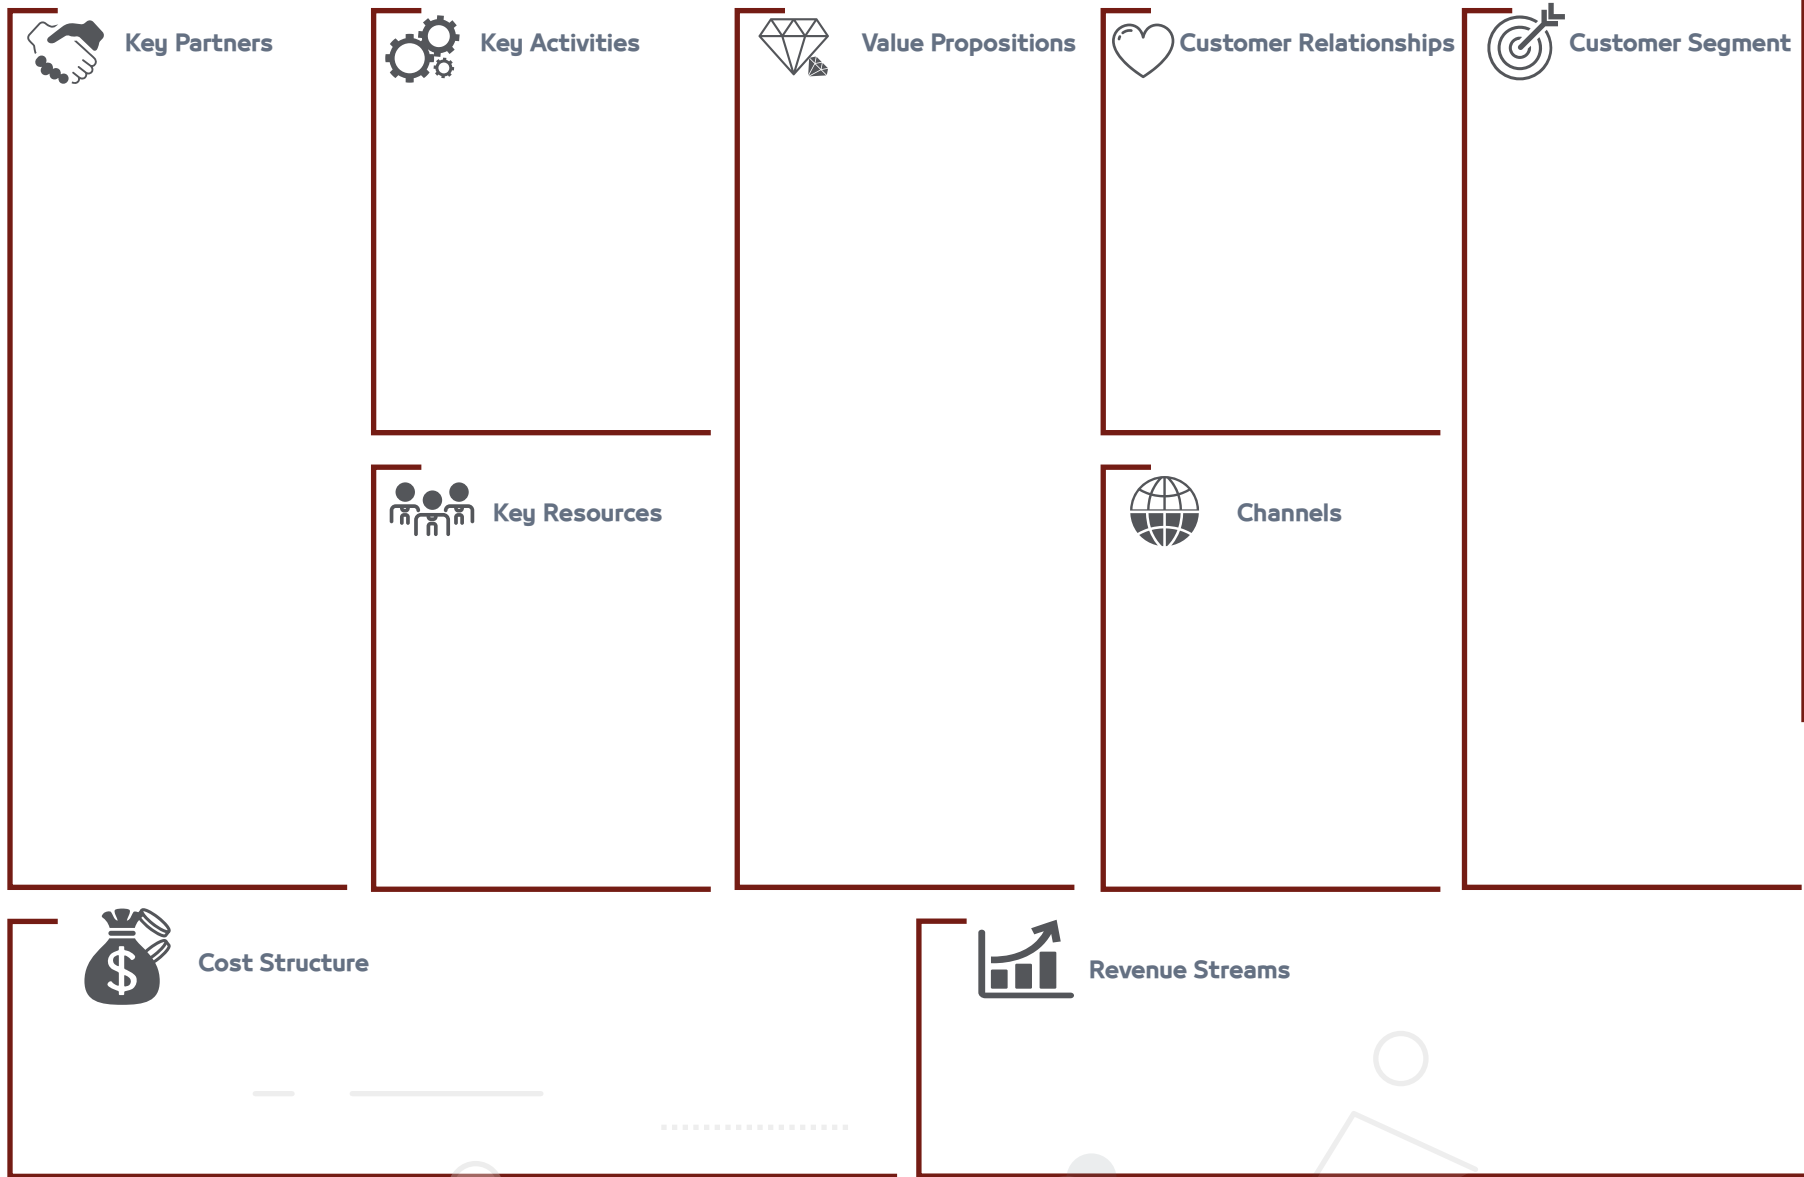 Key Partners
Key Activities
Value Propositions
Customer Relationships
Customer Segment
Key Resources
Channels
Cost Structure
Revenue Streams